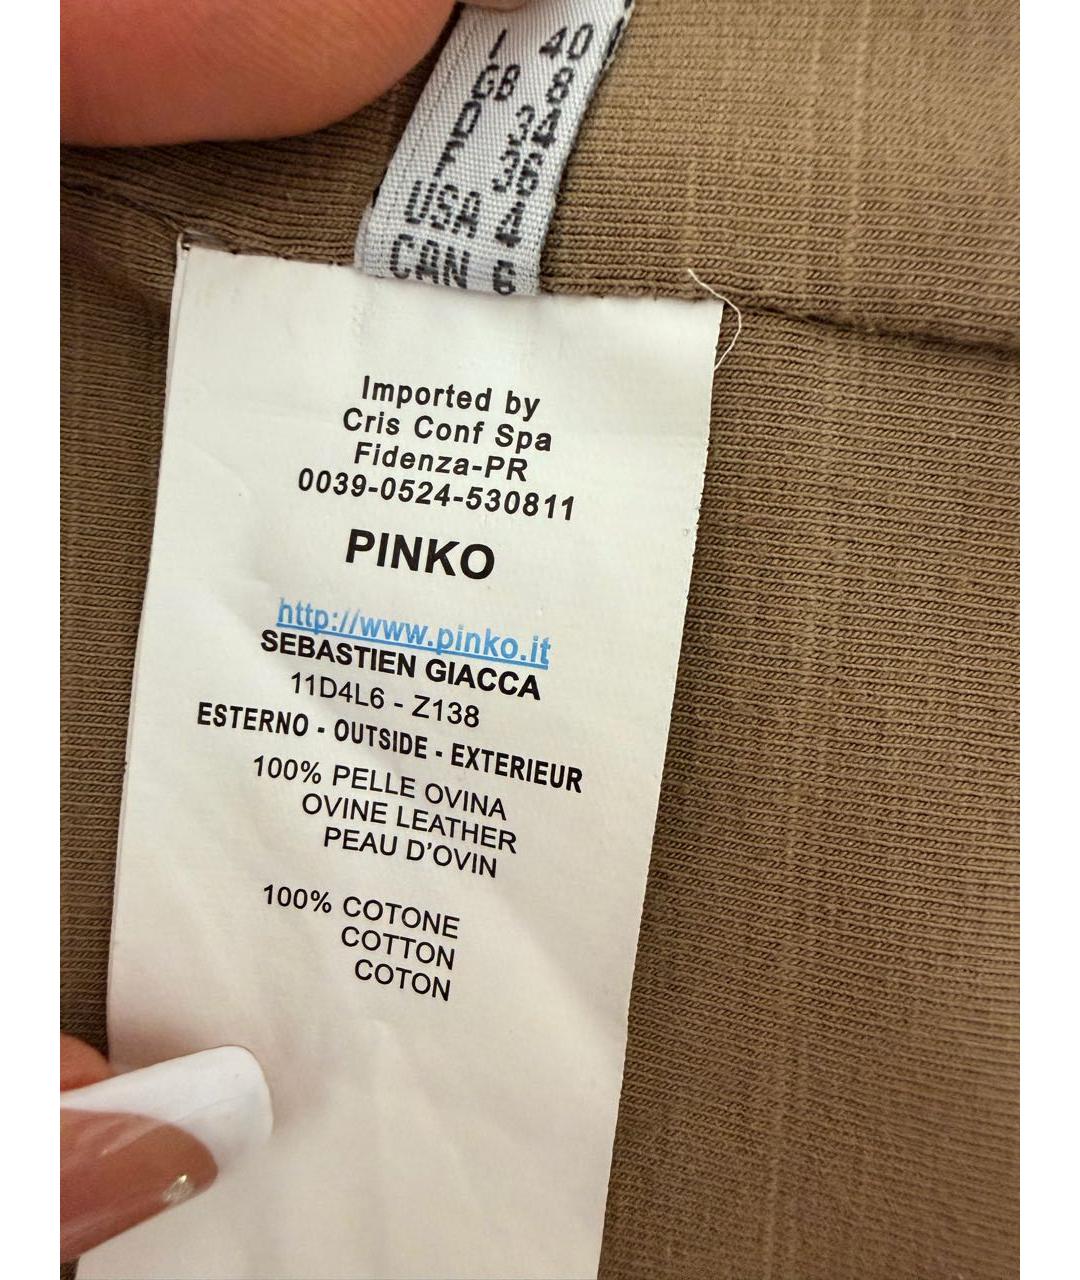 I 40
GB 8
D 34
F 36
USA 4
CAN 6
Imported by
Cris Conf Spa
Fidenza-PR
0039-0524-530811
PINKO
http://www.pinko.it
SEBASTIEN GIACCA
11D4L6 - Z138
ESTERNO - OUTSIDE - EXTERIEUR
100% PELLE OVINA
OVINE LEATHER
PEAU D'OVIN
100% COTONE
COTTON
COTON